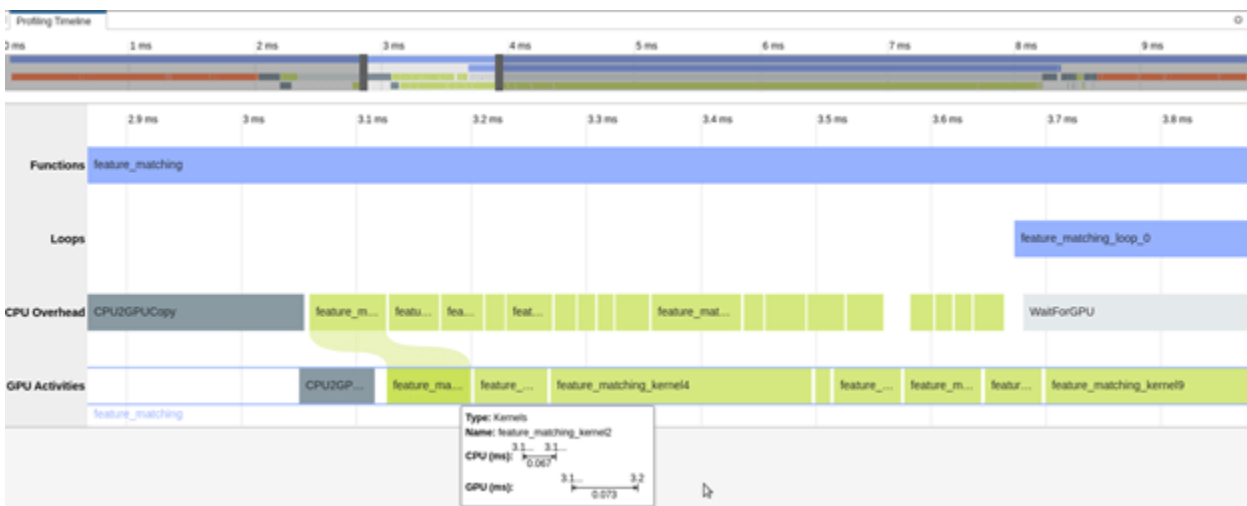 Profiling Timeline
0 ms 1 ms 2 ms 3 ms 4 ms 5 ms 6 ms 7 ms 8 ms 9 ms
2.9 ms 3 ms 3.1 ms 3.2 ms 3.3 ms 3.4 ms 3.5 ms 3.6 ms 3.7 ms 3.8 ms
Functions feature_matching
Loops feature_matching_loop_0
CPU Overhead CPU2GPUCopy feature_m... featu... fea... feat... feature_mat... WaitForGPU
GPU Activities CPU2GP... feature_ma... feature_... feature_matching_kernel4 feature_... feature_m... featur... feature_matching_kernel9
feature_matching
Type: Kernels
Name: feature_matching_kernel2
3.1... 3.1...
CPU (ms):
0.067
3.1... 3.2
GPU (ms):
0.073